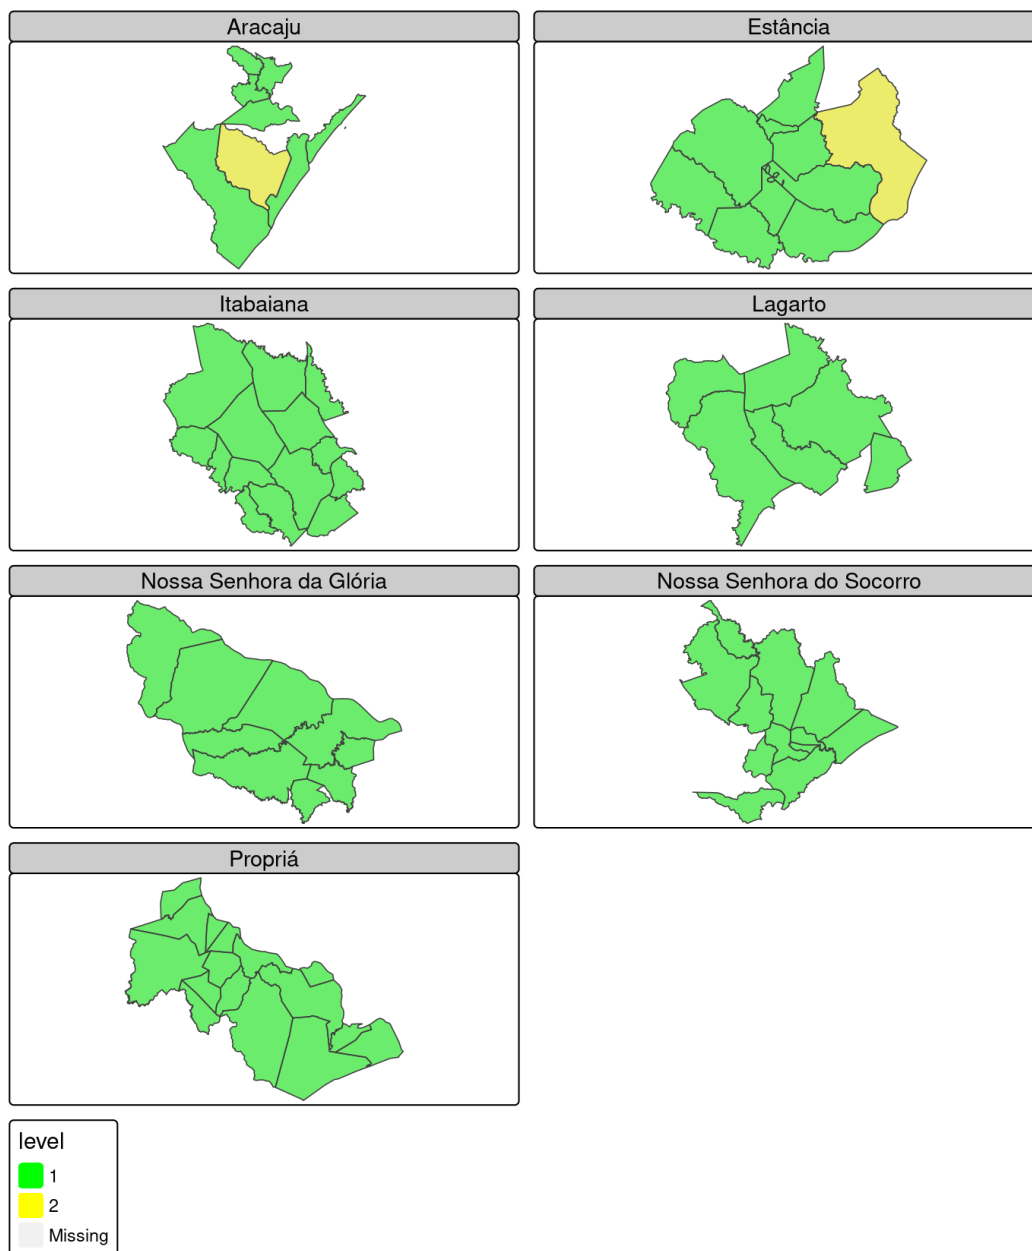 Aracaju
Estância
Itabaiana
Lagarto
Nossa Senhora da Glória
Nossa Senhora do Socorro
Propriá
level
1
2
Missing